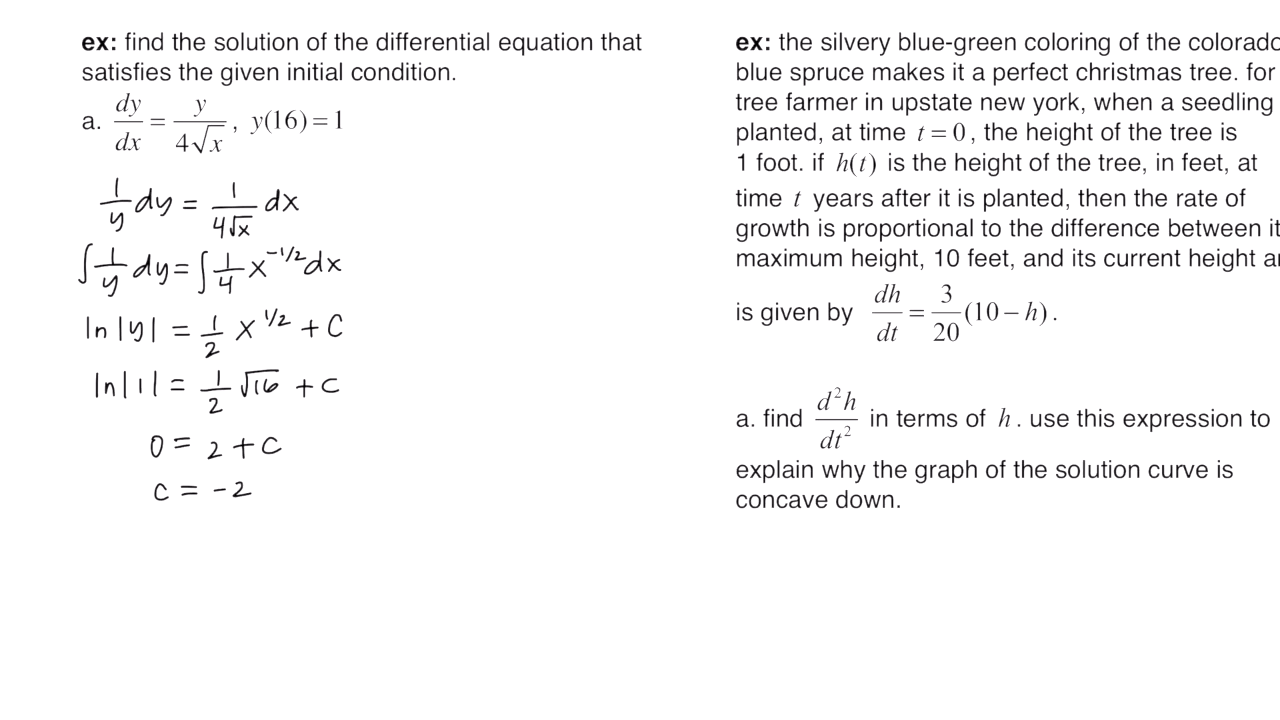 ex: find the solution of the differential equation that
satisfies the given initial condition.
a. dy/dx = y/(4√x), y(16)=1
1/y dy = 1/(4√x) dx
∫ 1/y dy = ∫ 1/4 x^(-1/2) dx
ln|y| = 1/2 x^(1/2) + C
ln|1| = 1/2 √16 + C
0 = 2 + C
C = -2
ex: the silvery blue-green coloring of the colorado
blue spruce makes it a perfect christmas tree. for
tree farmer in upstate new york, when a seedling
planted, at time t = 0, the height of the tree is
1 foot. if h(t) is the height of the tree, in feet, at
time t years after it is planted, then the rate of
growth is proportional to the difference between it
maximum height, 10 feet, and its current height a
is given by dh/dt = 3/20 (10 − h).
a. find d²h/dt² in terms of h. use this expression to
explain why the graph of the solution curve is
concave down.